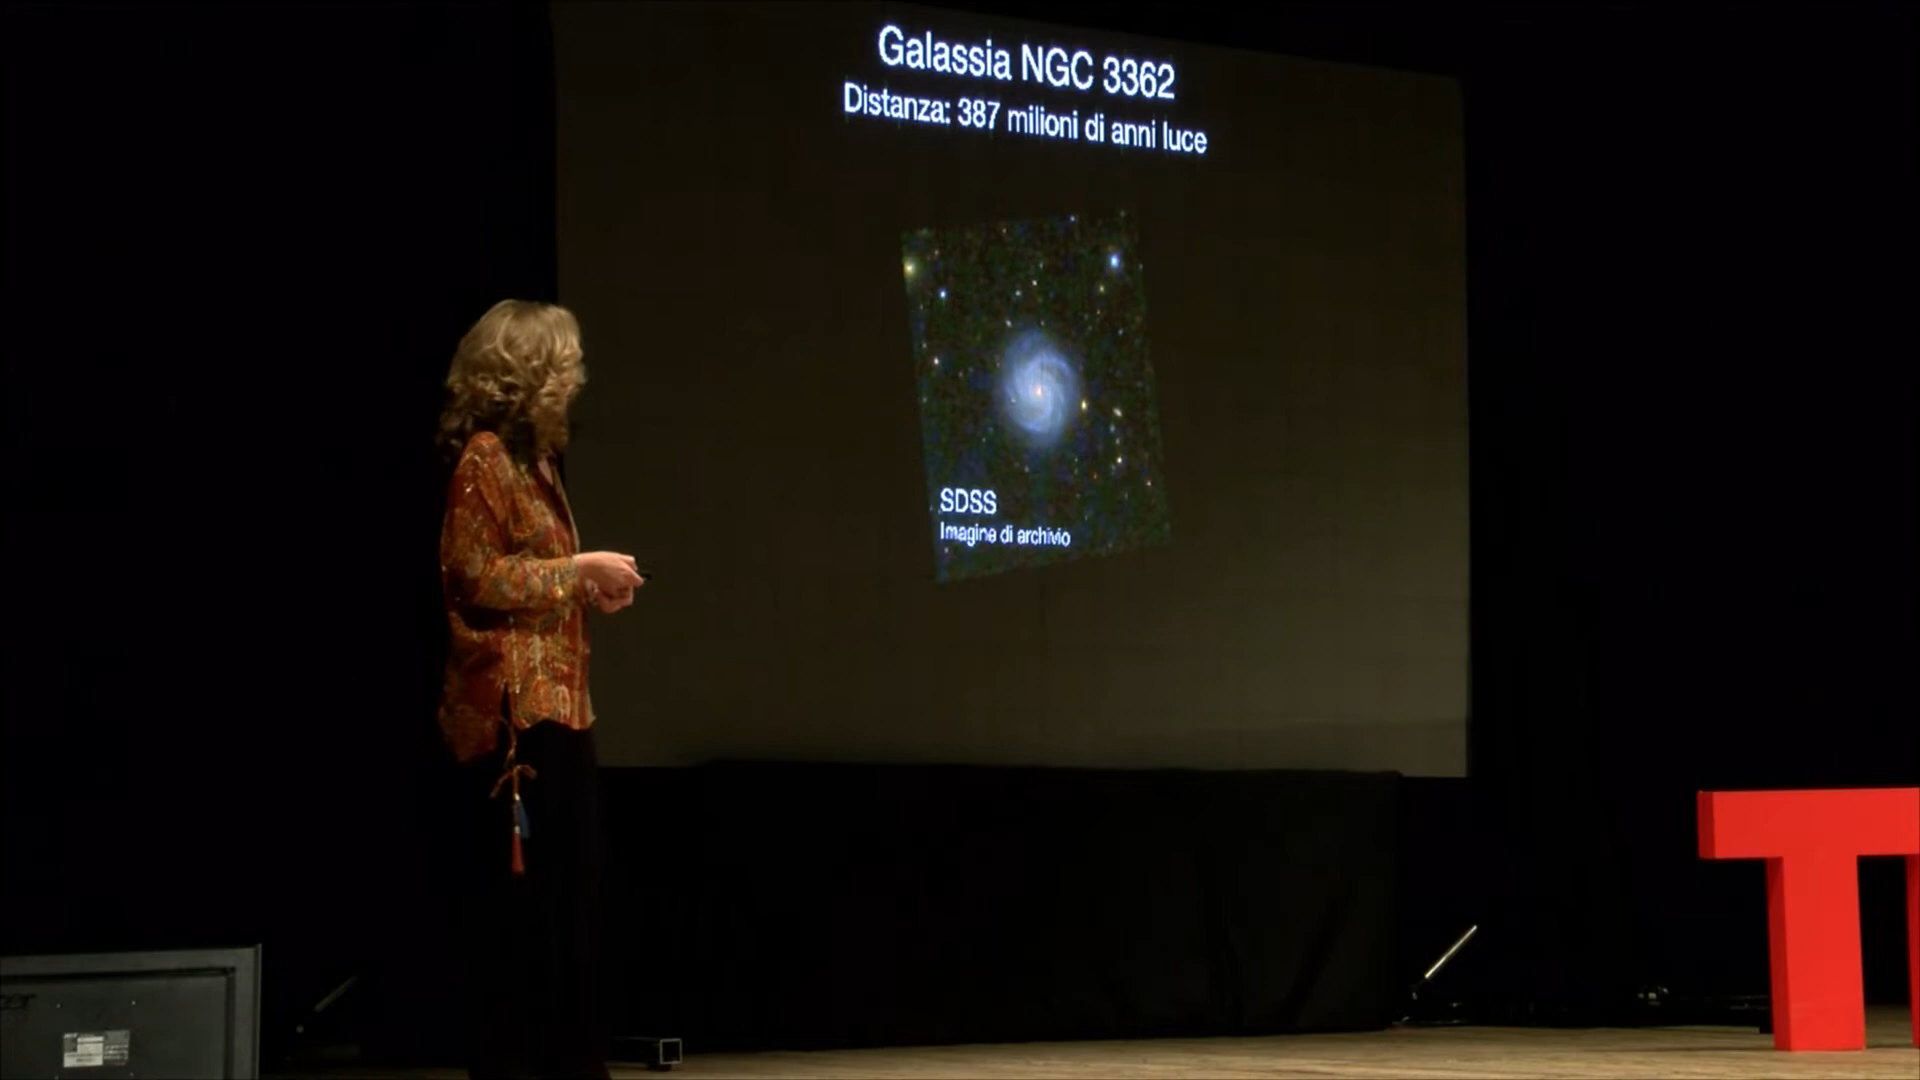 Galassia NGC 3362
Distanza: 387 milioni di anni luce
SDSS
Imagine di archivio